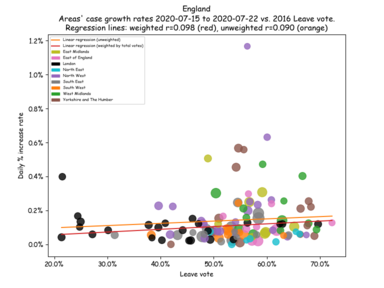 England
Areas' case growth rates 2020-07-15 to 2020-07-22 vs. 2016 Leave vote.
Regression lines: weighted r=0.098 (red), unweighted r=0.090 (orange)
Linear regression (unweighted)
Linear regression (weighted by total votes)
East Midlands
East of England
London
North East
North West
South East
South West
West Midlands
Yorkshire and The Humber
1.2%
1.0%
0.8%
0.6%
0.4%
0.2%
0.0%
Daily % increase rate
20.0%
30.0%
40.0%
50.0%
60.0%
70.0%
Leave vote